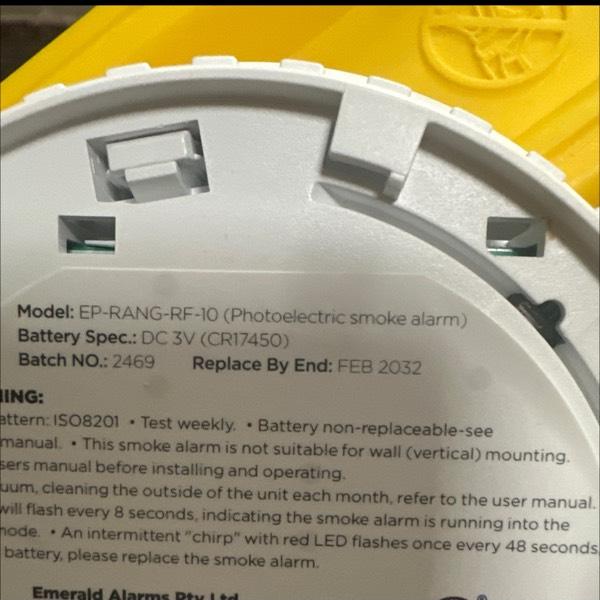 Model: EP-RANG-RF-10 (Photoelectric smoke alarm)
Battery Spec.: DC 3V (CR17450)
Batch NO.: 2469 Replace By End: FEB 2032
ING:
attern: ISO8201 • Test weekly. • Battery non-replaceable-see
manual. • This smoke alarm is not suitable for wall (vertical) mounting.
sers manual before installing and operating.
uum, cleaning the outside of the unit each month, refer to the user manual.
will flash every 8 seconds, indicating the smoke alarm is running into the
node. • An intermittent "chirp" with red LED flashes once every 48 seconds,
battery, please replace the smoke alarm.
Emerald Alarms Pty Ltd